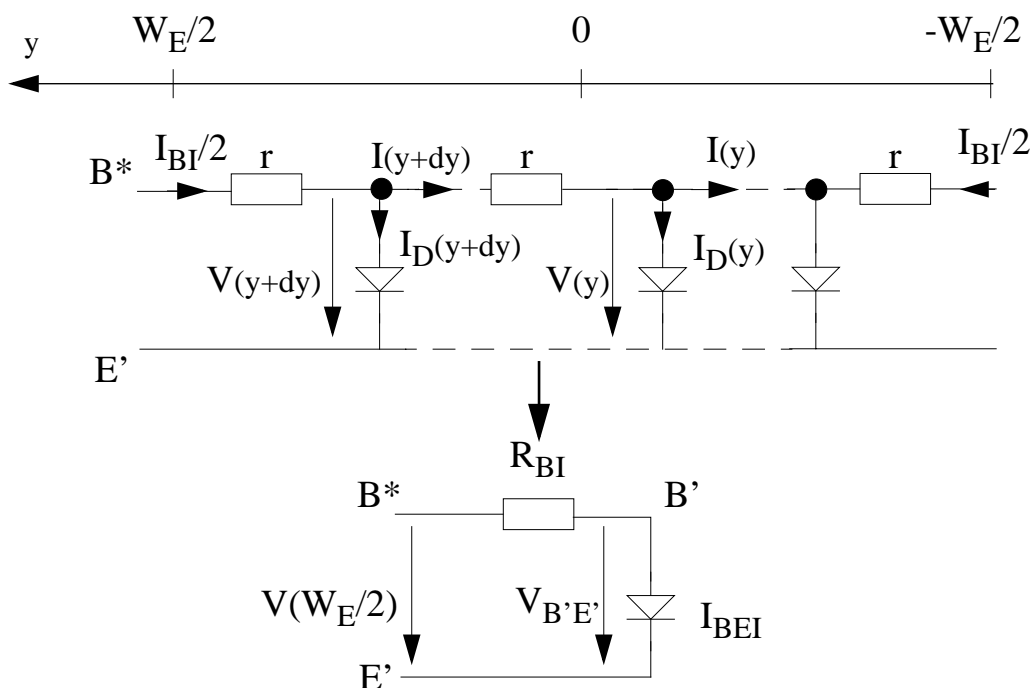 y W_E/2 0 -W_E/2
B* I_BI/2 r I(y+dy) r I(y) r I_BI/2
V(y+dy) I_D(y+dy) V(y) I_D(y)
E’
R_BI
B* B’
V(W_E/2) V_B’E’ I_BEI
E’